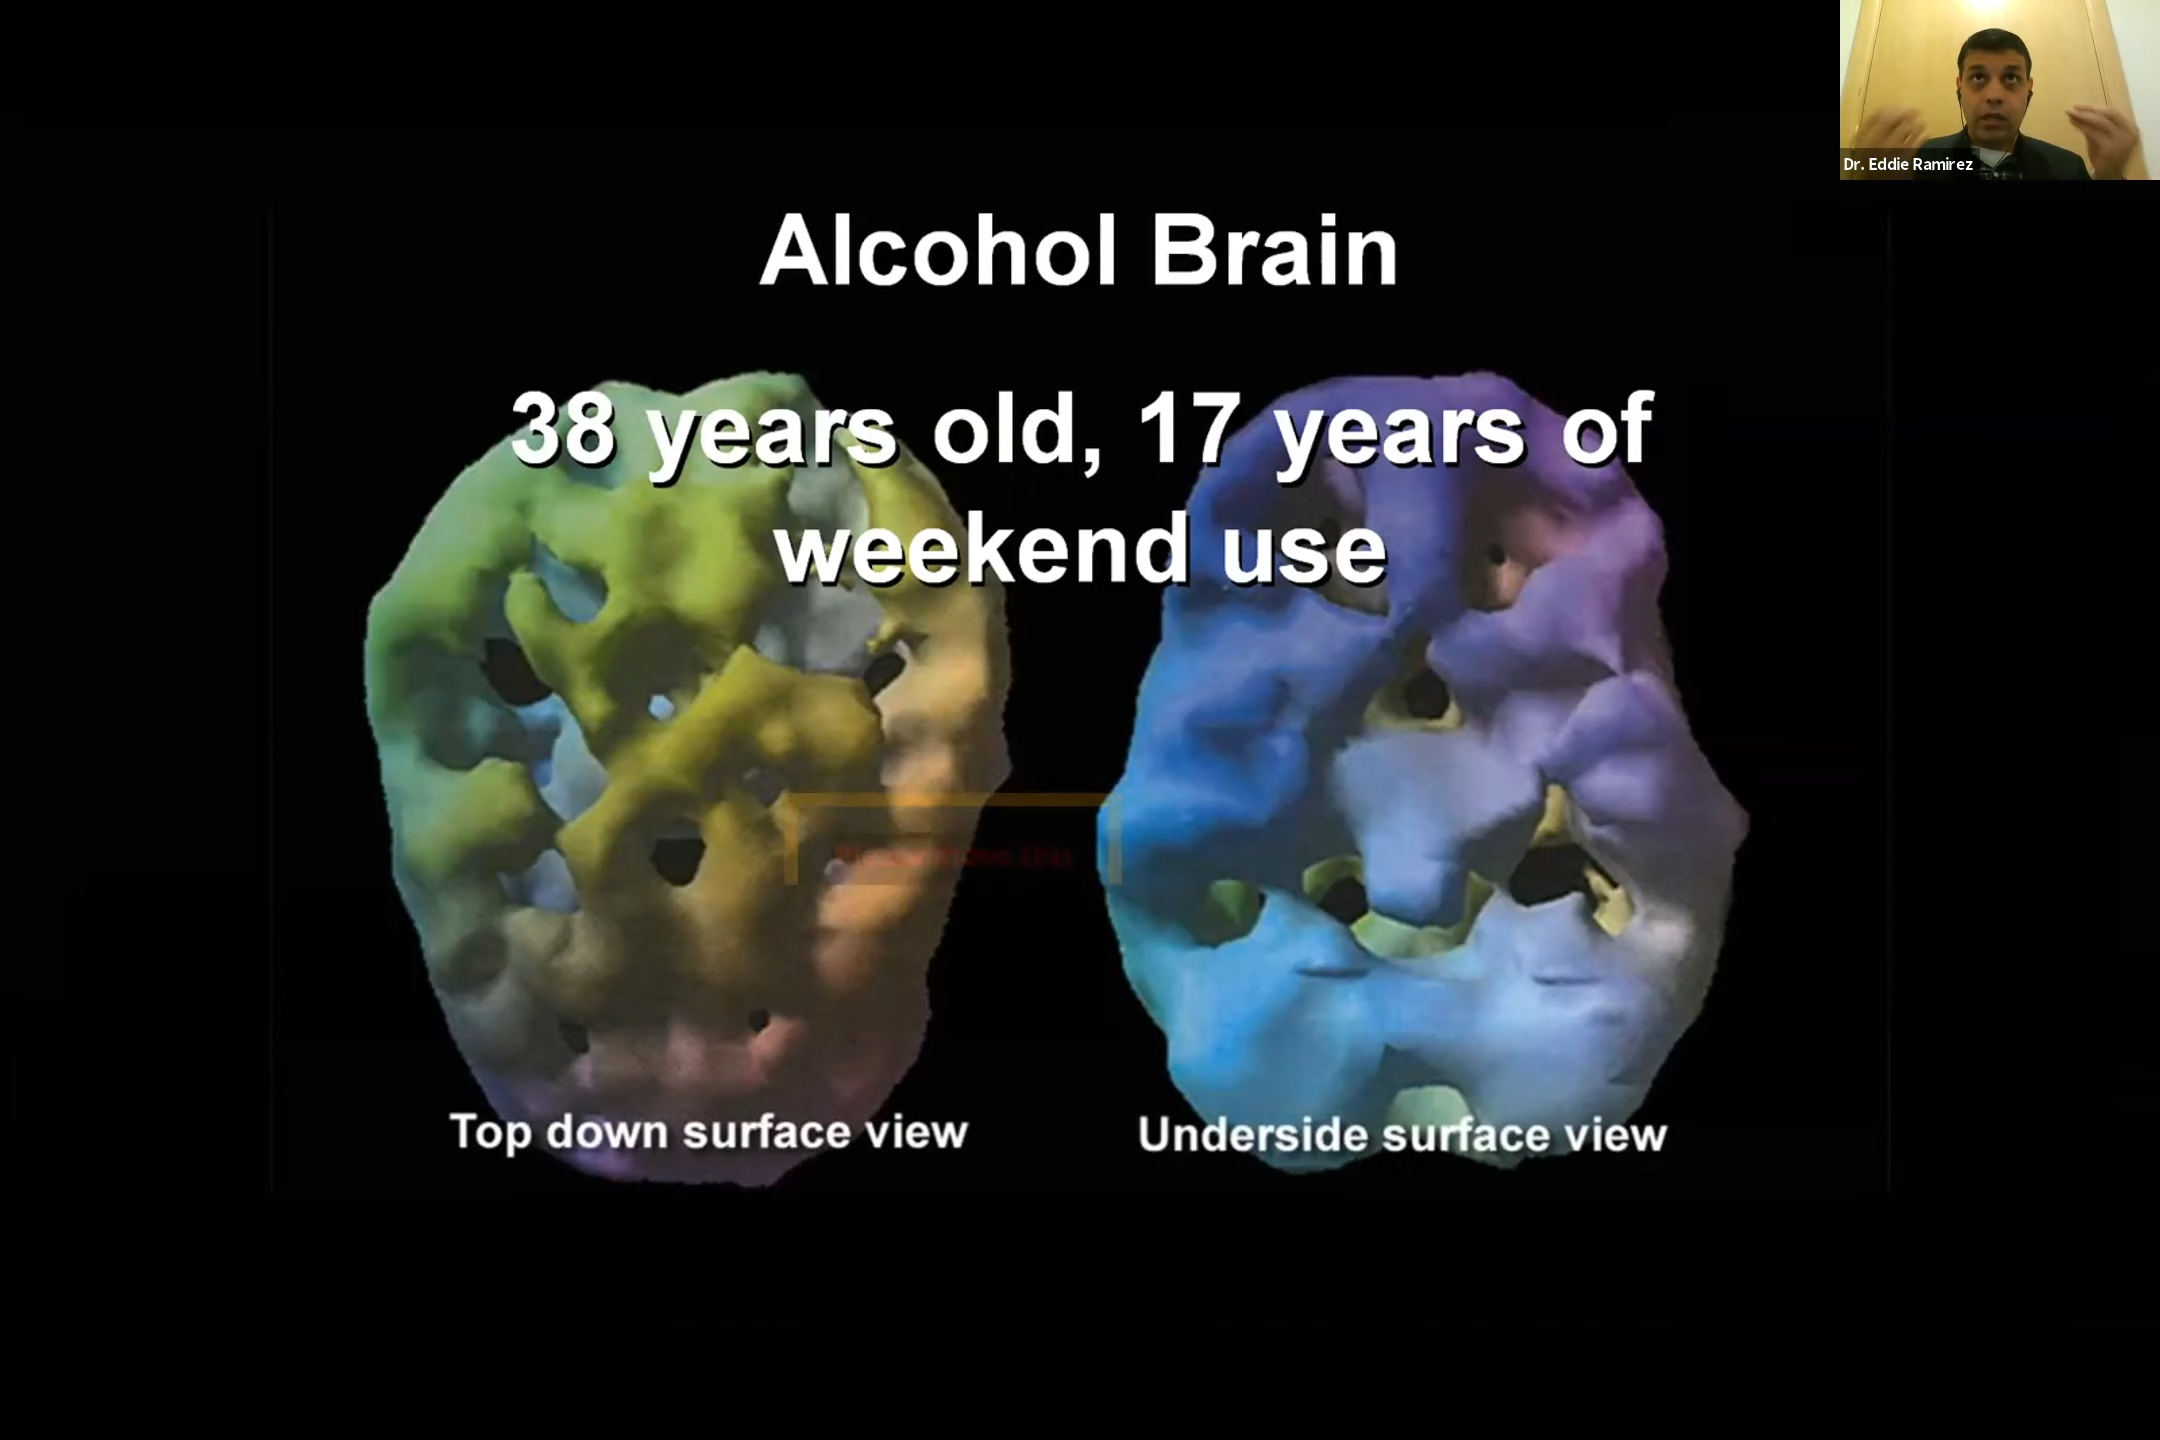 Dr. Eddie Ramirez
Alcohol Brain
38 years old, 17 years of
weekend use
Top down surface view
Underside surface view